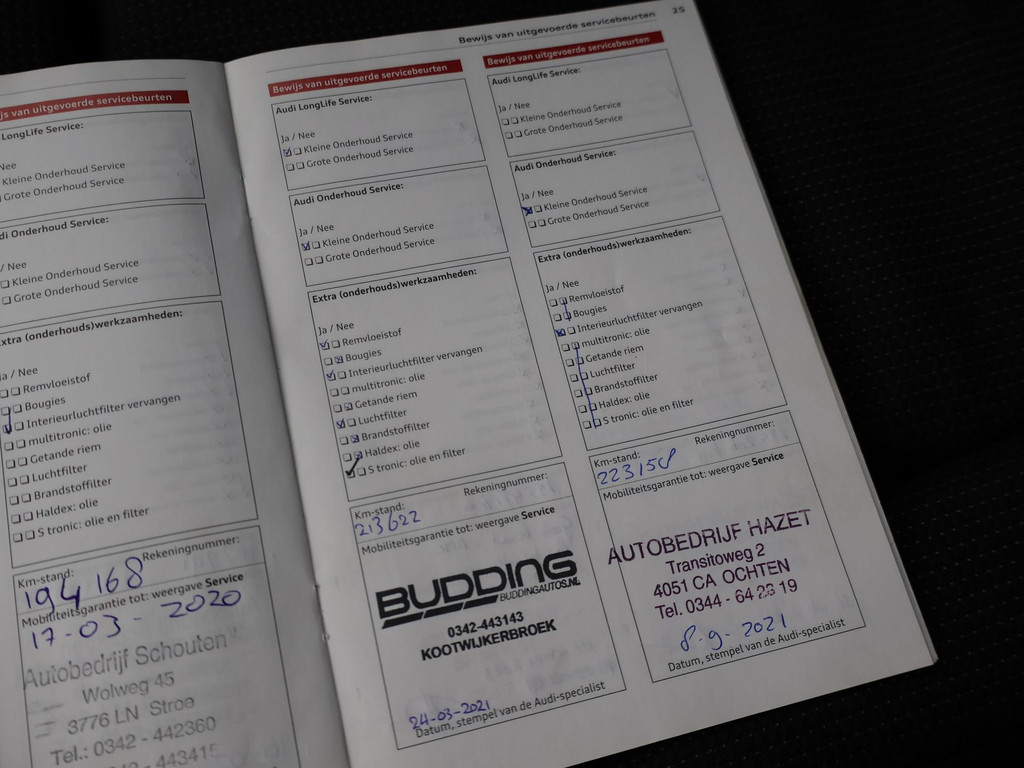 Bewijs van uitgevoerde servicebeurten 25
js van uitgevoerde servicebeurten
LongLife Service:
Nee
Kleine Onderhoud Service
Grote Onderhoud Service
di Onderhoud Service:
/ Nee
Kleine Onderhoud Service
Grote Onderhoud Service
xtra (onderhouds)werkzaamheden:
a / Nee
Remvloeistof
Bougies
Interieurluchtfilter vervangen
multitronic: olie
Getande riem
Luchtfilter
Brandstoffilter
Haldex: olie
S tronic: olie en filter
Km-stand: Rekeningnummer:
194 168
Mobiliteitsgarantie tot: weergave Service
17-03-2020
Autobedrijf Schouten
Wolweg 45
3776 LN Stroe
Tel.: 0342 - 442360
0342 - 44341
Bewijs van uitgevoerde servicebeurten
Audi LongLife Service:
Ja / Nee
Kleine Onderhoud Service
Grote Onderhoud Service
Audi Onderhoud Service:
Ja / Nee
Kleine Onderhoud Service
Grote Onderhoud Service
Extra (onderhouds)werkzaamheden:
Ja / Nee
Remvloeistof
Bougies
Interieurluchtfilter vervangen
multitronic: olie
Getande riem
Luchtfilter
Brandstoffilter
Haldex: olie
S tronic: olie en filter
Km-stand: Rekeningnummer:
213622
Mobiliteitsgarantie tot: weergave Service
BUDDING
BUDDINGAUTOS.NL
0342-443143
KOOTWIJKERBROEK
24-03-2021
Datum, stempel van de Audi-specialist
Bewijs van uitgevoerde servicebeurten
Audi LongLife Service:
Ja / Nee
Kleine Onderhoud Service
Grote Onderhoud Service
Audi Onderhoud Service:
Ja / Nee
Kleine Onderhoud Service
Grote Onderhoud Service
Extra (onderhouds)werkzaamheden:
Ja / Nee
Remvloeistof
Bougies
Interieurluchtfilter vervangen
multitronic: olie
Getande riem
Luchtfilter
Brandstoffilter
Haldex: olie
S tronic: olie en filter
Km-stand: Rekeningnummer:
223158
Mobiliteitsgarantie tot: weergave Service
AUTOBEDRIJF HAZET
Transitoweg 2
4051 CA OCHTEN
Tel. 0344 - 64 28 19
8-9-2021
Datum, stempel van de Audi-specialist